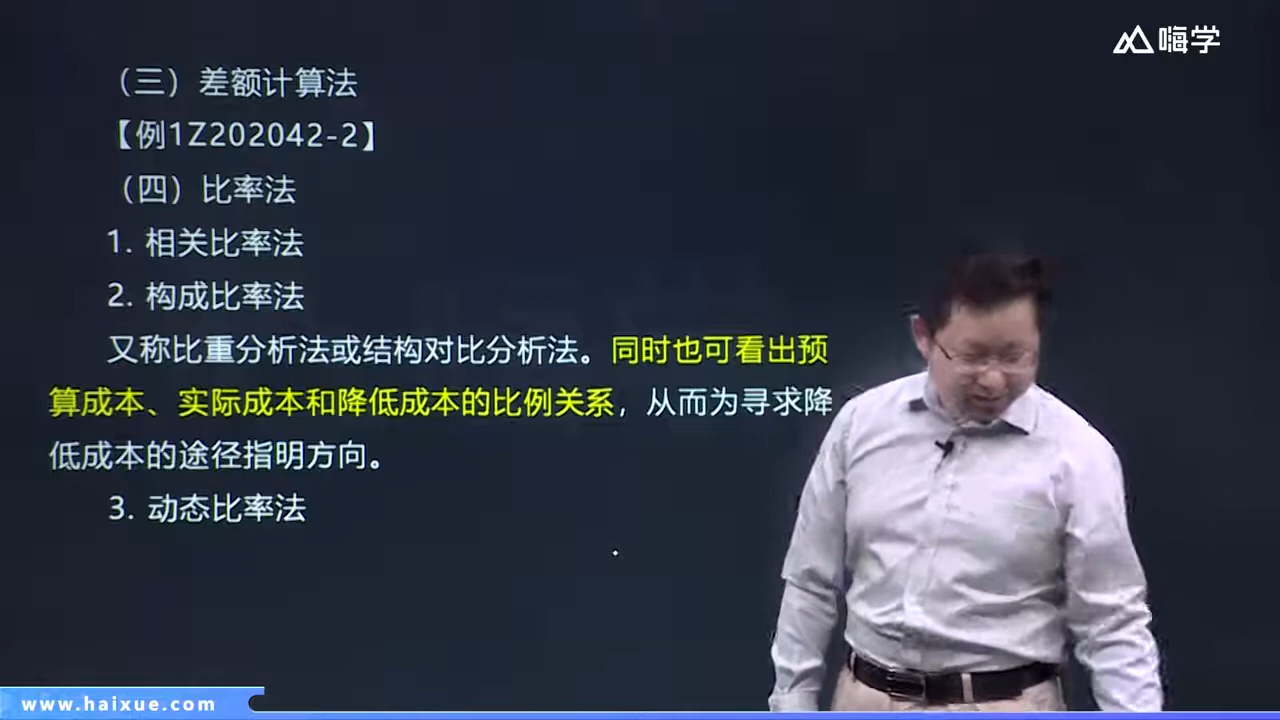 嗨学
（三）差额计算法
【例1Z202042-2】
（四）比率法
1. 相关比率法
2. 构成比率法
又称比重分析法或结构对比分析法。同时也可看出预
算成本、实际成本和降低成本的比例关系，从而为寻求降
低成本的途径指明方向。
3. 动态比率法
www.haixue.com